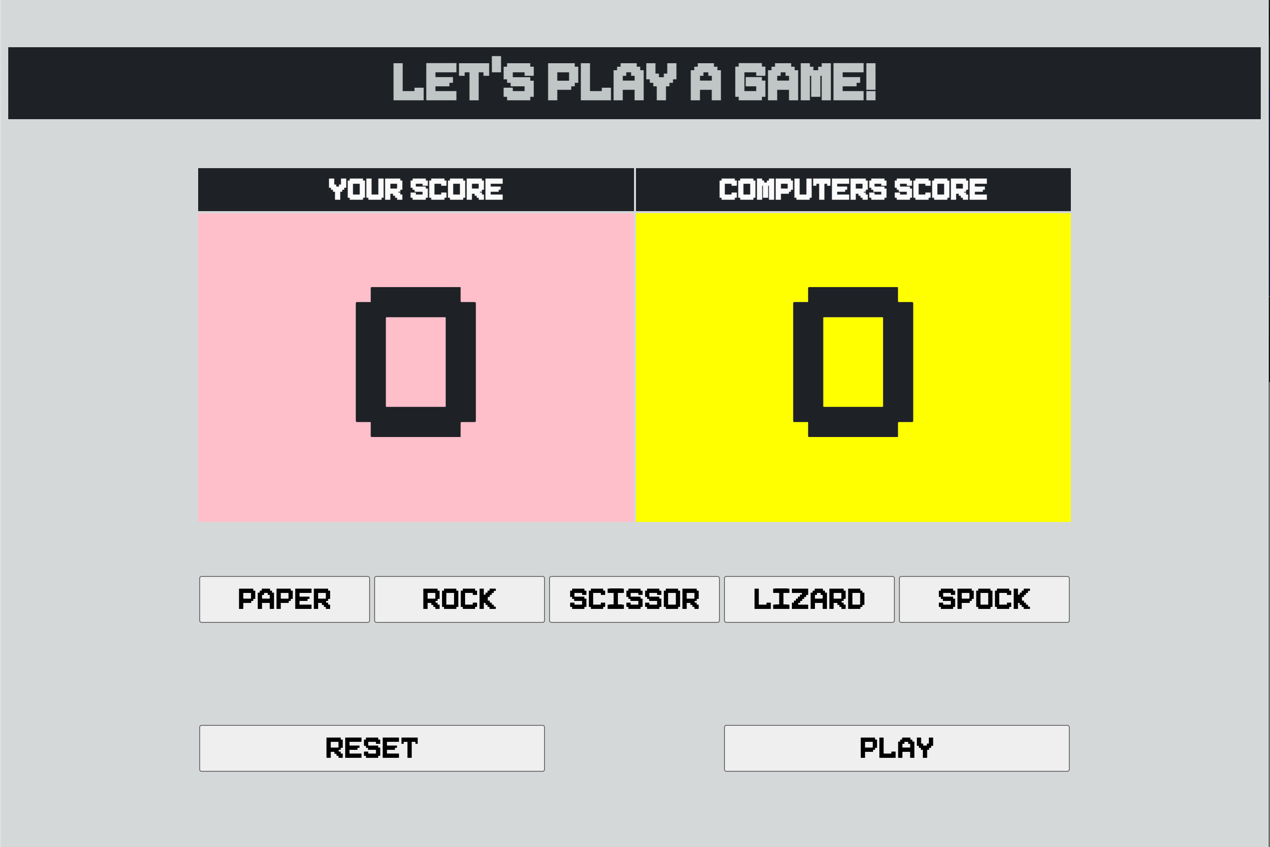 LET'S PLAY A GAME!
YOUR SCORE COMPUTERS SCORE
0 0
PAPER ROCK SCISSOR LIZARD SPOCK
RESET PLAY